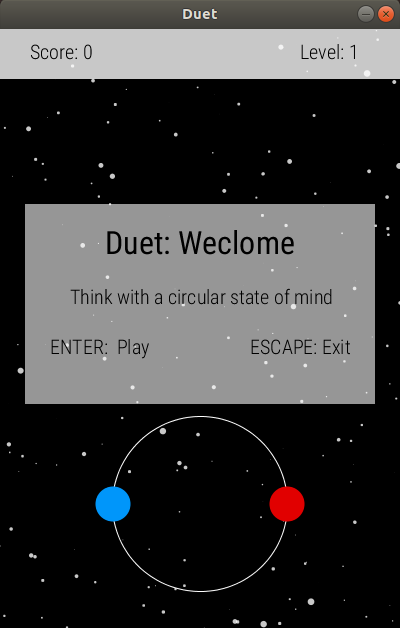 Duet
Score: 0 Level: 1
Duet: Weclome
Think with a circular state of mind
ENTER: Play ESCAPE: Exit